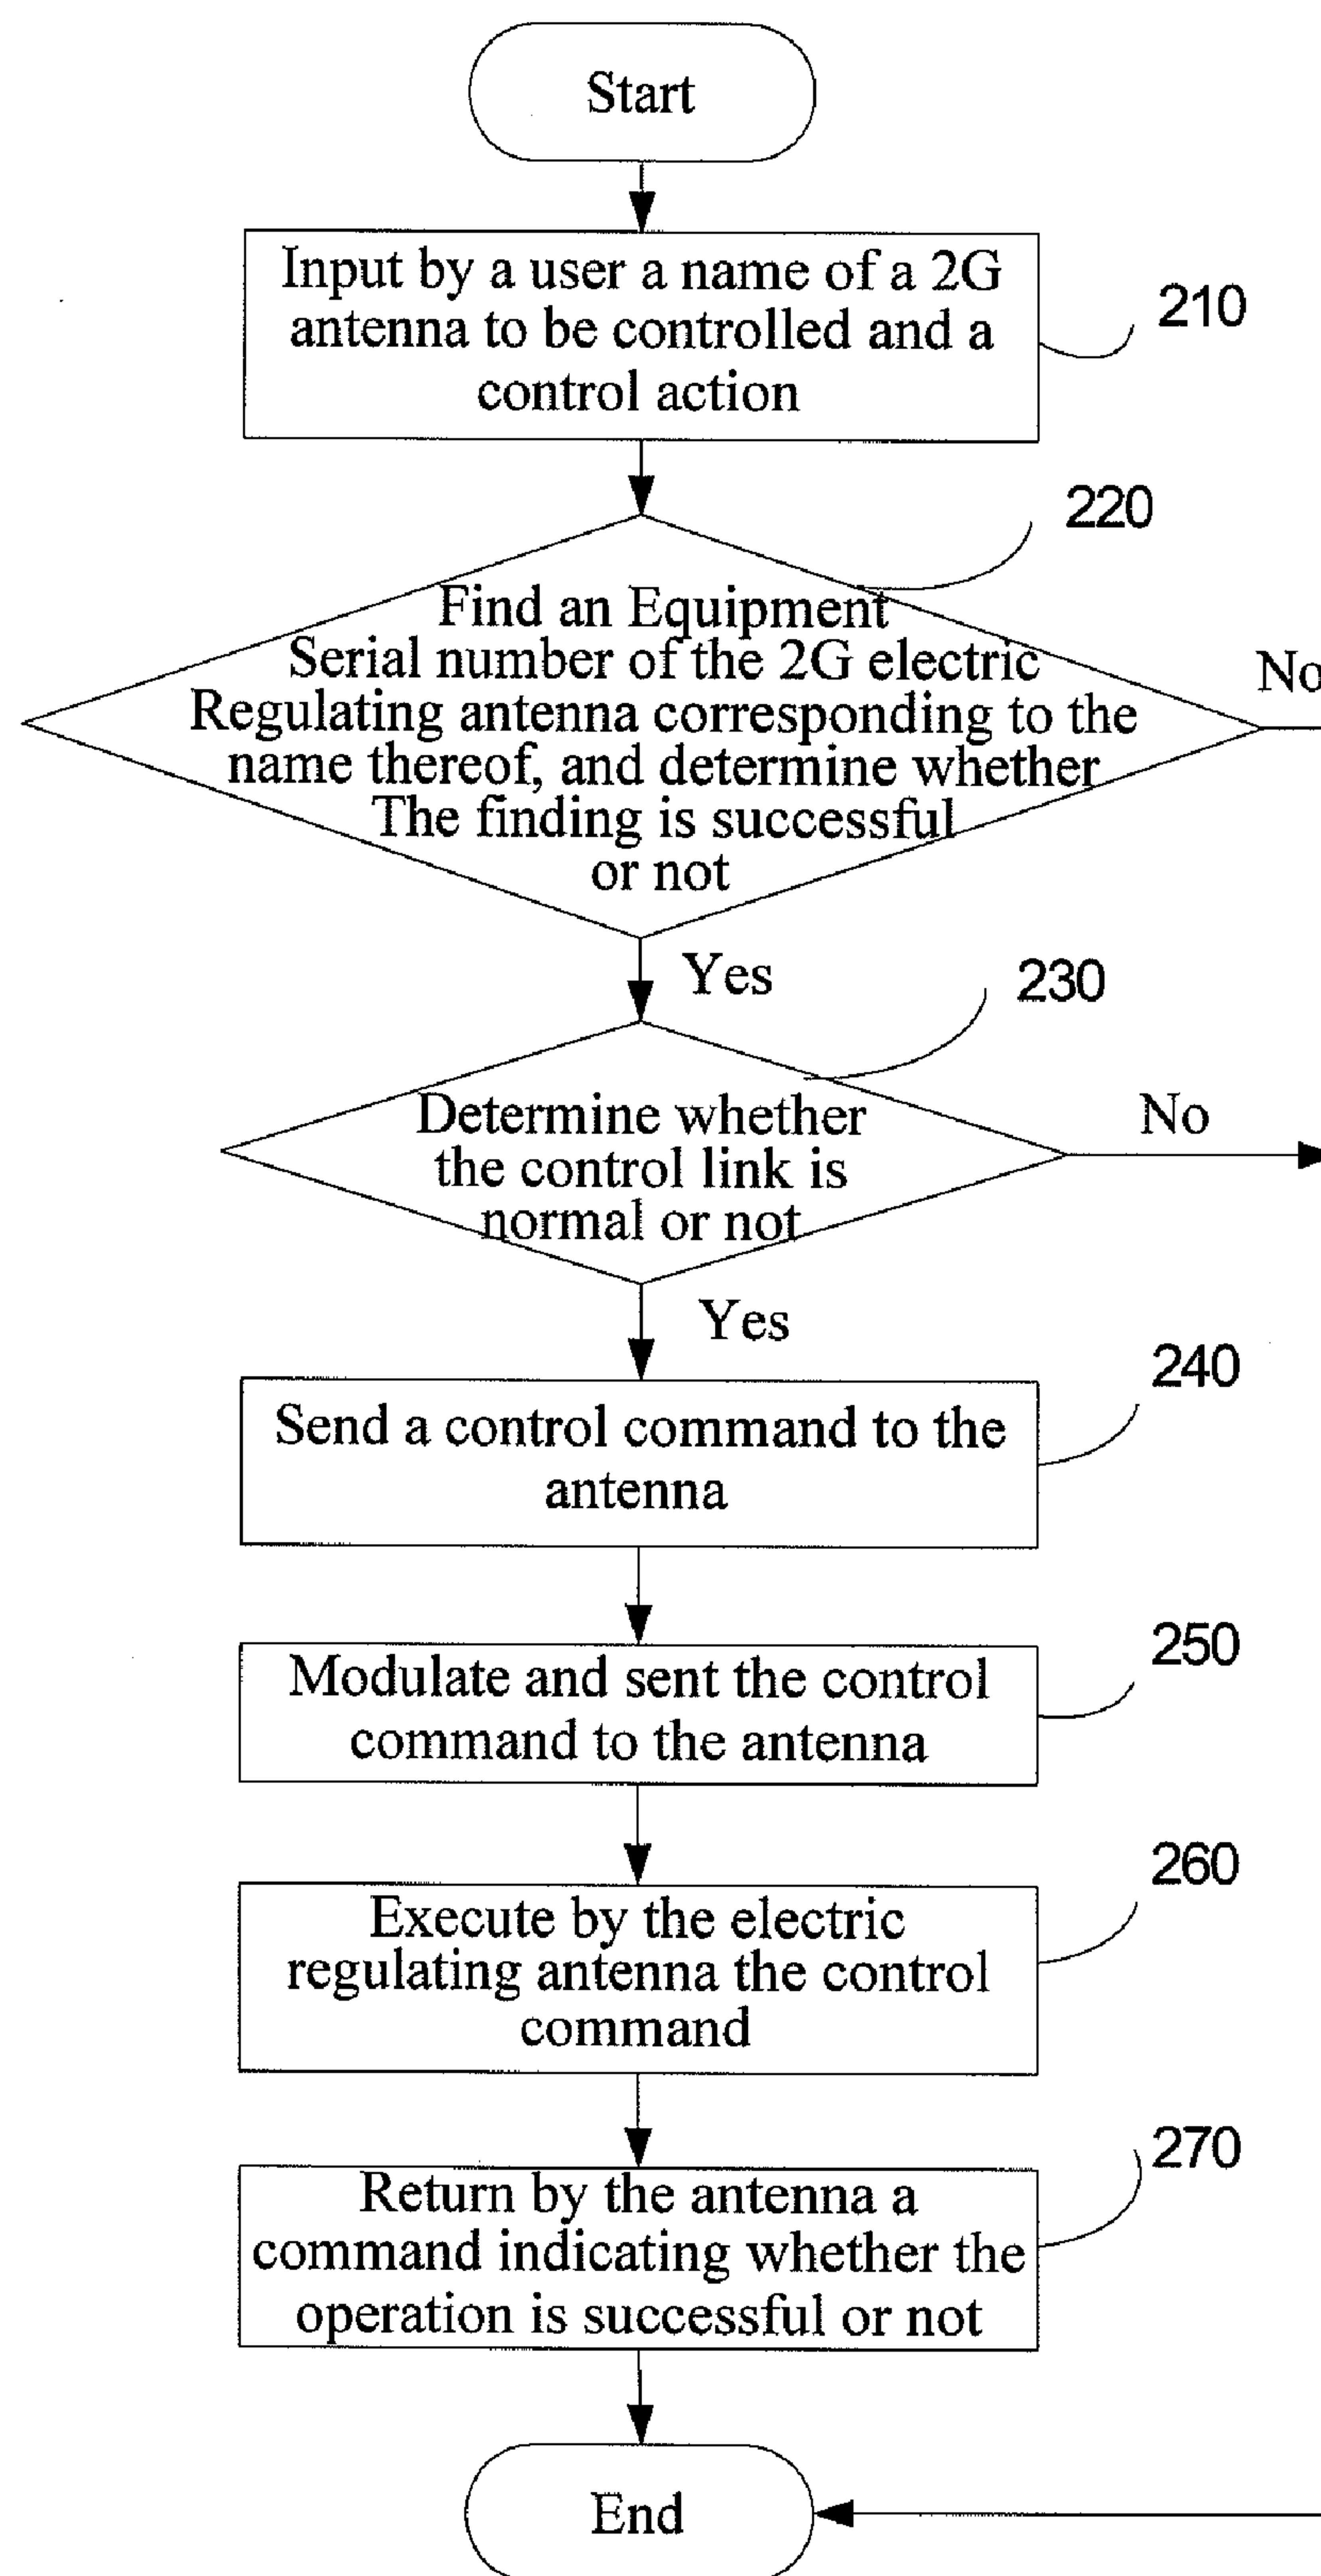 Start
Input by a user a name of a 2G
antenna to be controlled and a
control action
210
220
Find an Equipment
Serial number of the 2G electric
Regulating antenna corresponding to the
name thereof, and determine whether
The finding is successful
or not
No
Yes
230
Determine whether
the control link is
normal or not
No
Yes
240
Send a control command to the
antenna
250
Modulate and sent the control
command to the antenna
260
Execute by the electric
regulating antenna the control
command
270
Return by the antenna a
command indicating whether the
operation is successful or not
End